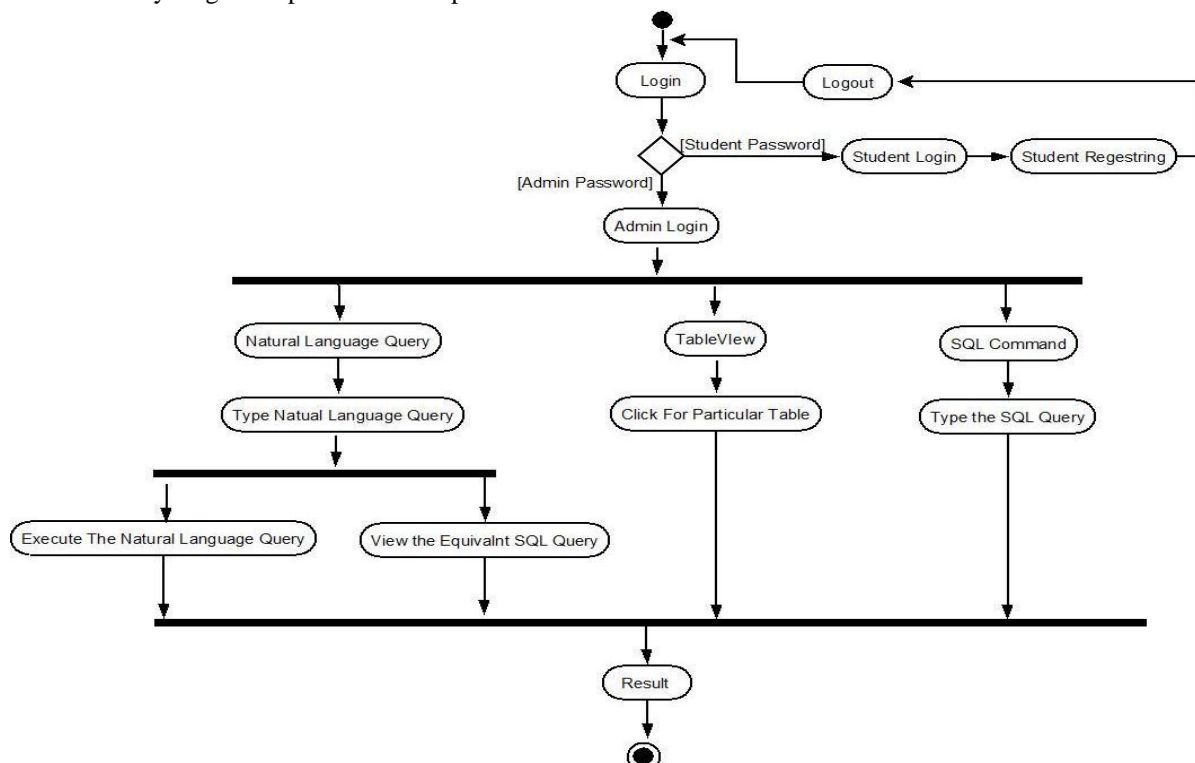 Login
Logout
[Student Password]
Student Login
Student Regestring
[Admin Password]
Admin Login
Natural Language Query
TableVIew
SQL Command
Type Natual Language Query
Click For Particular Table
Type the SQL Query
Execute The Natural Language Query
View the Equivalnt SQL Query
Result